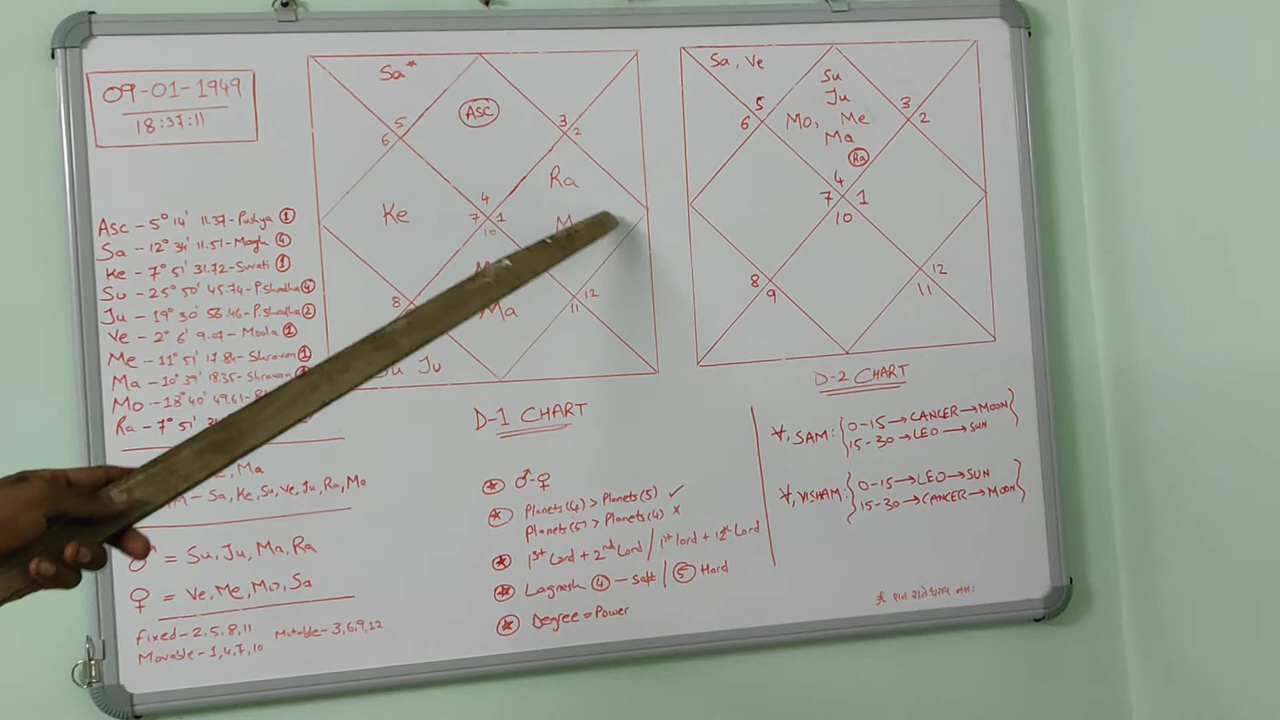 09-01-1949
18:37:11
Asc - 5° 14' 11.37 - Pushya ①
Sa - 12° 34' 11.51 - Magh ④
Ke - 7° 51' 31.72 - Swati ①
Su - 25° 50' 45.74 - P.Shadha ④
Ju - 19° 30' 56.46 - P.Shadha ②
Ve - 2° 6' 9.07 - Moola ①
Me - 11° 51' 17.84 - Shravan ①
Ma - 10° 39' 18.35 - Shravan
Mo - 18° 40' 49.61 -
Ra - 7° 51'
Ma
- Sa, Ke, Su, Ve, Ju, Ra, Mo
= Su, Ju, Ma, Ra
♀ = Ve, Me, Mo, Sa
Fixed - 2, 5, 8, 11
Mutable - 3, 6, 9, 12
Movable - 1, 4, 7, 10
Sa*
ASC
5
6
3
2
Ra
Ke
4
7 1
10
M
8
12
11
Ma
Ju
D-1 CHART
Sa, Ve
Su
Ju
Mo, Me
Ma
Ra
5
6
3
2
4
7 1
10
8
9
12
11
D-2 CHART
♂-♀
Planets(4) > Planets(5) ✓
Planets(5) > Planets(4) ×
1st Lord + 2nd Lord / 1st lord + 12th Lord
Lagnesh ④ - Soft / ⑤ Hard
Degree = Power
SAM: 0-15 → CANCER → MOON
15-30 → LEO → SUN
VISHAM: 0-15 → LEO → SUN
15-30 → CANCER → MOON